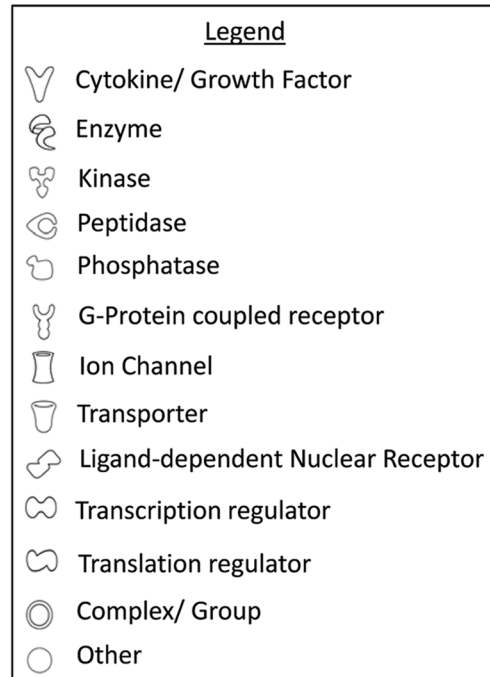 Legend
Cytokine/ Growth Factor
Enzyme
Kinase
Peptidase
Phosphatase
G-Protein coupled receptor
Ion Channel
Transporter
Ligand-dependent Nuclear Receptor
Transcription regulator
Translation regulator
Complex/ Group
Other